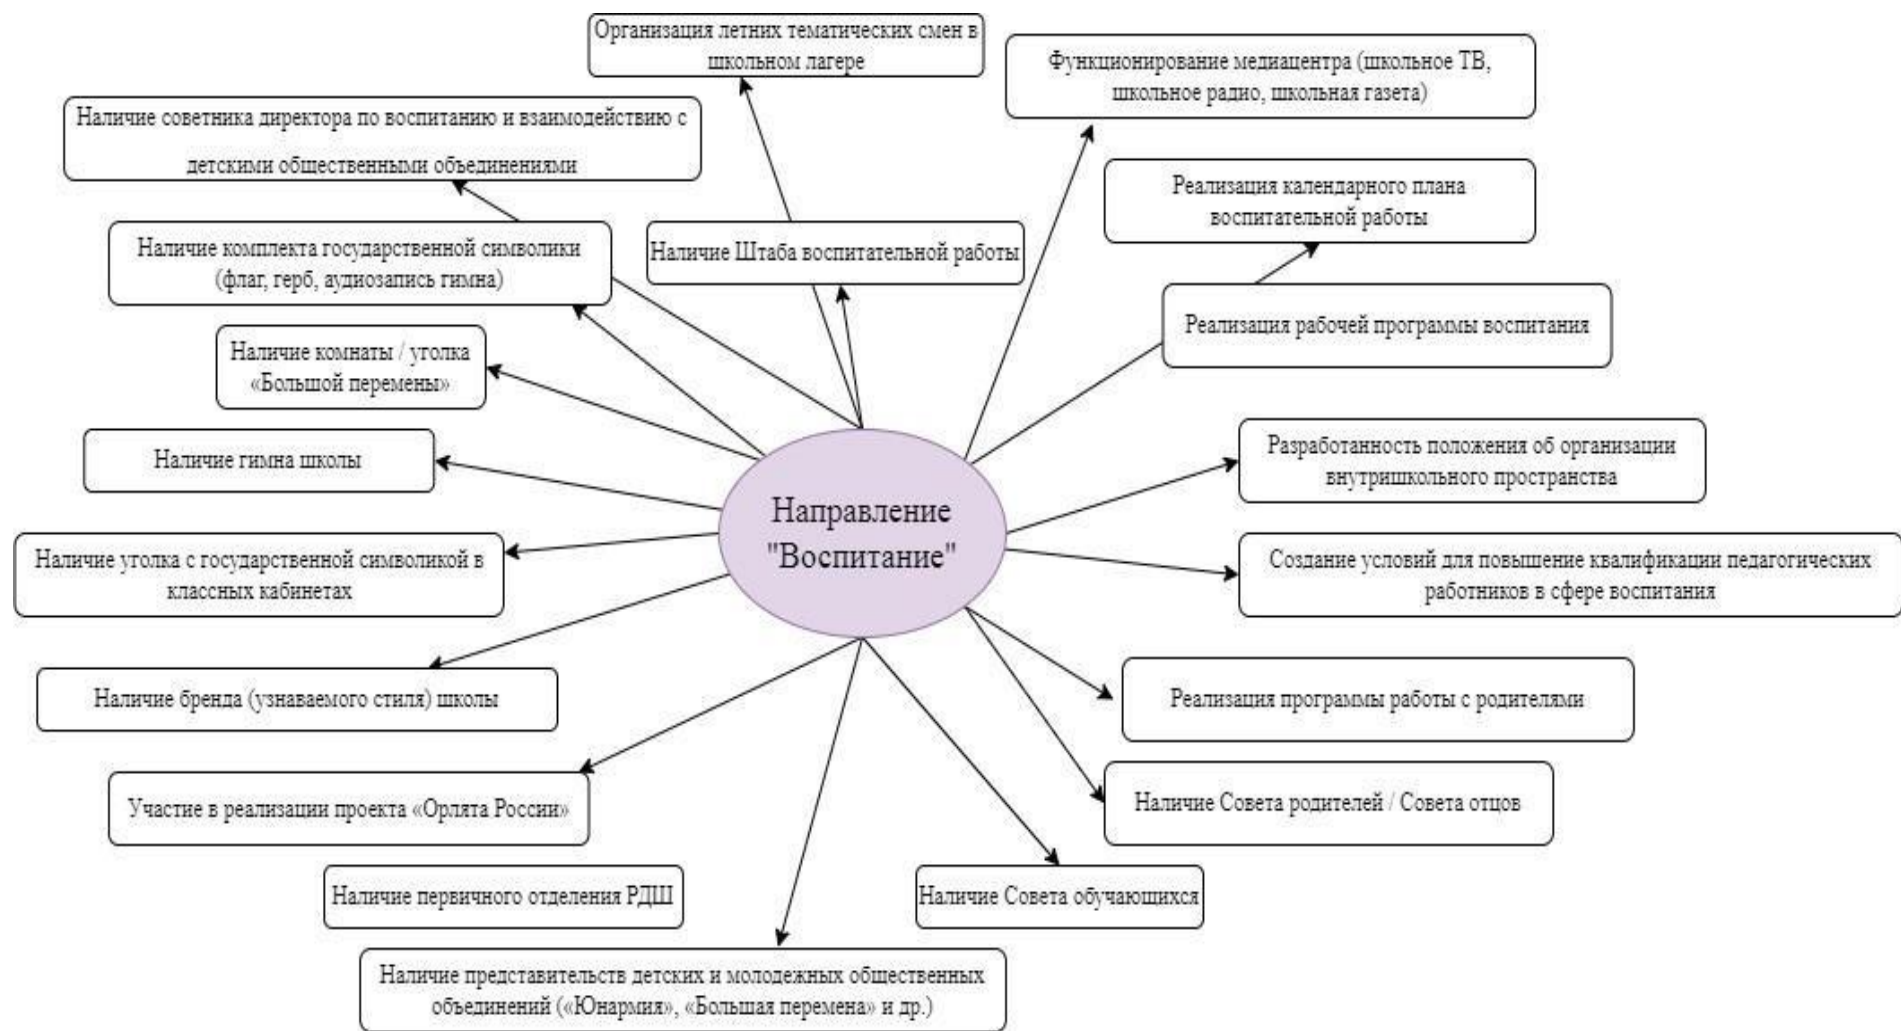 Организация летних тематических смен в
школьном лагере
Функционирование медиацентра (школьное ТВ,
школьное радио, школьная газета)
Наличие советника директора по воспитанию и взаимодействию с
детскими общественными объединениями
Реализация календарного плана
воспитательной работы
Наличие комплекта государственной символики
(флаг, герб, аудиозапись гимна)
Наличие Штаба воспитательной работы
Реализация рабочей программы воспитания
Наличие комнаты / уголка
«Большой перемены»
Наличие гимна школы
Разработанность положения об организации
внутришкольного пространства
Направление
"Воспитание"
Наличие уголка с государственной символикой в
классных кабинетах
Создание условий для повышение квалификации педагогических
работников в сфере воспитания
Наличие бренда (узнаваемого стиля) школы
Реализация программы работы с родителями
Участие в реализации проекта «Орлята России»
Наличие Совета родителей / Совета отцов
Наличие первичного отделения РДШ
Наличие Совета обучающихся
Наличие представительств детских и молодежных общественных
объединений («Юнармия», «Большая перемена» и др.)